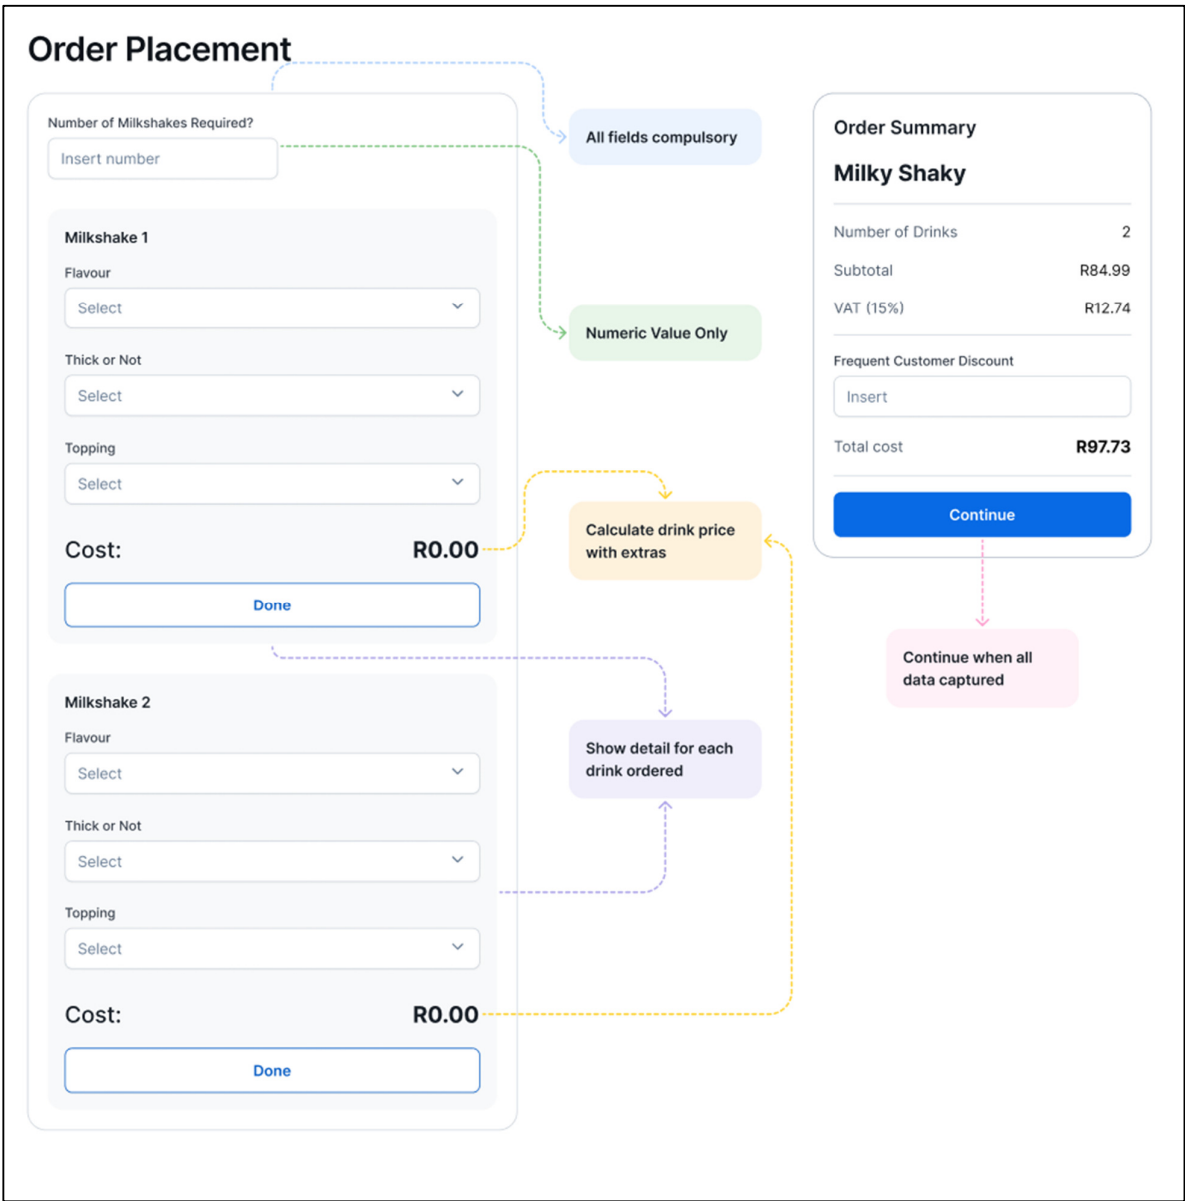 Order Placement
Number of Milkshakes Required?
Insert number
Milkshake 1
Flavour
Select
Thick or Not
Select
Topping
Select
Cost: R0.00
Done
Milkshake 2
Flavour
Select
Thick or Not
Select
Topping
Select
Cost: R0.00
Done
All fields compulsory
Numeric Value Only
Calculate drink price
with extras
Show detail for each
drink ordered
Order Summary
Milky Shaky
Number of Drinks 2
Subtotal R84.99
VAT (15%) R12.74
Frequent Customer Discount
Insert
Total cost R97.73
Continue
Continue when all
data captured